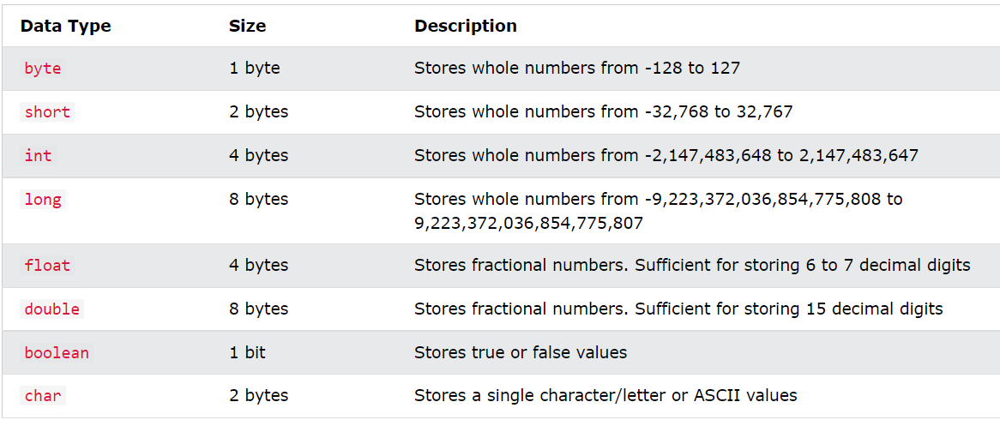 Data Type Size Description
byte 1 byte Stores whole numbers from -128 to 127
short 2 bytes Stores whole numbers from -32,768 to 32,767
int 4 bytes Stores whole numbers from -2,147,483,648 to 2,147,483,647
long 8 bytes Stores whole numbers from -9,223,372,036,854,775,808 to
9,223,372,036,854,775,807
float 4 bytes Stores fractional numbers. Sufficient for storing 6 to 7 decimal digits
double 8 bytes Stores fractional numbers. Sufficient for storing 15 decimal digits
boolean 1 bit Stores true or false values
char 2 bytes Stores a single character/letter or ASCII values